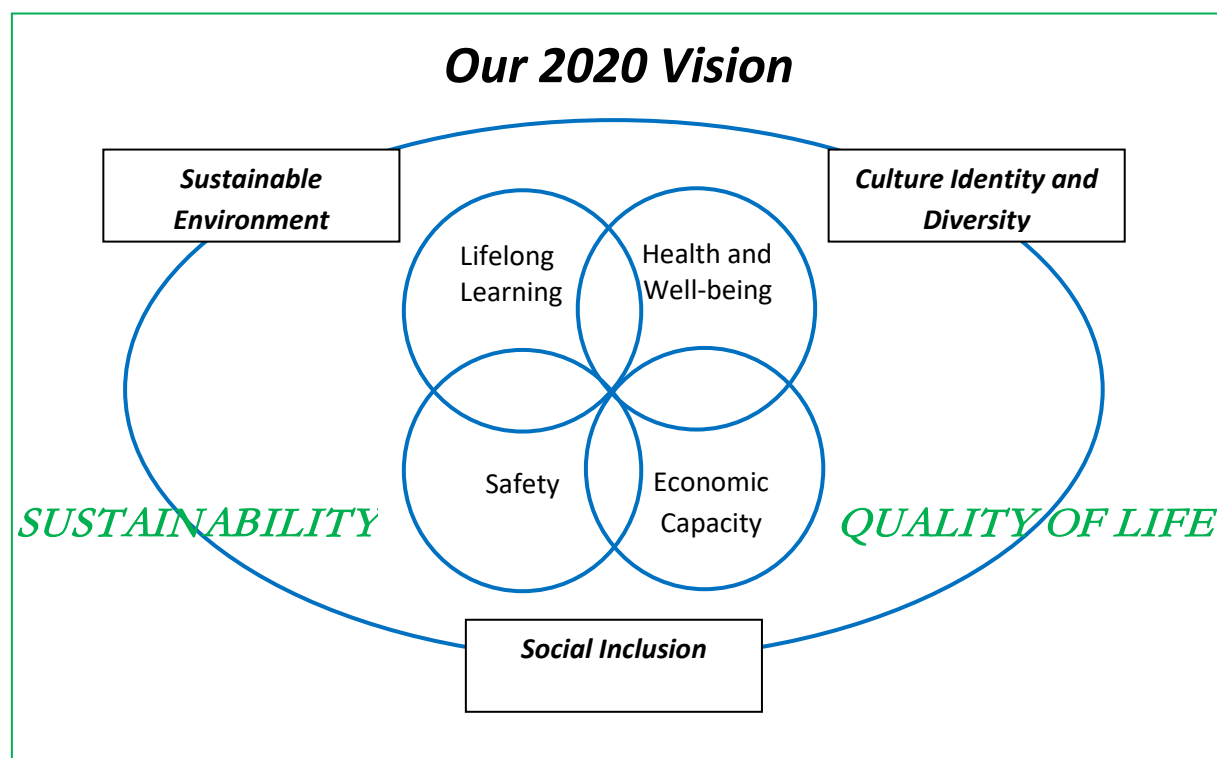 Our 2020 Vision
Sustainable
Environment
Culture Identity and
Diversity
Lifelong
Learning
Health and
Well-being
Safety
Economic
Capacity
SUSTAINABILITY
QUALITY OF LIFE
Social Inclusion